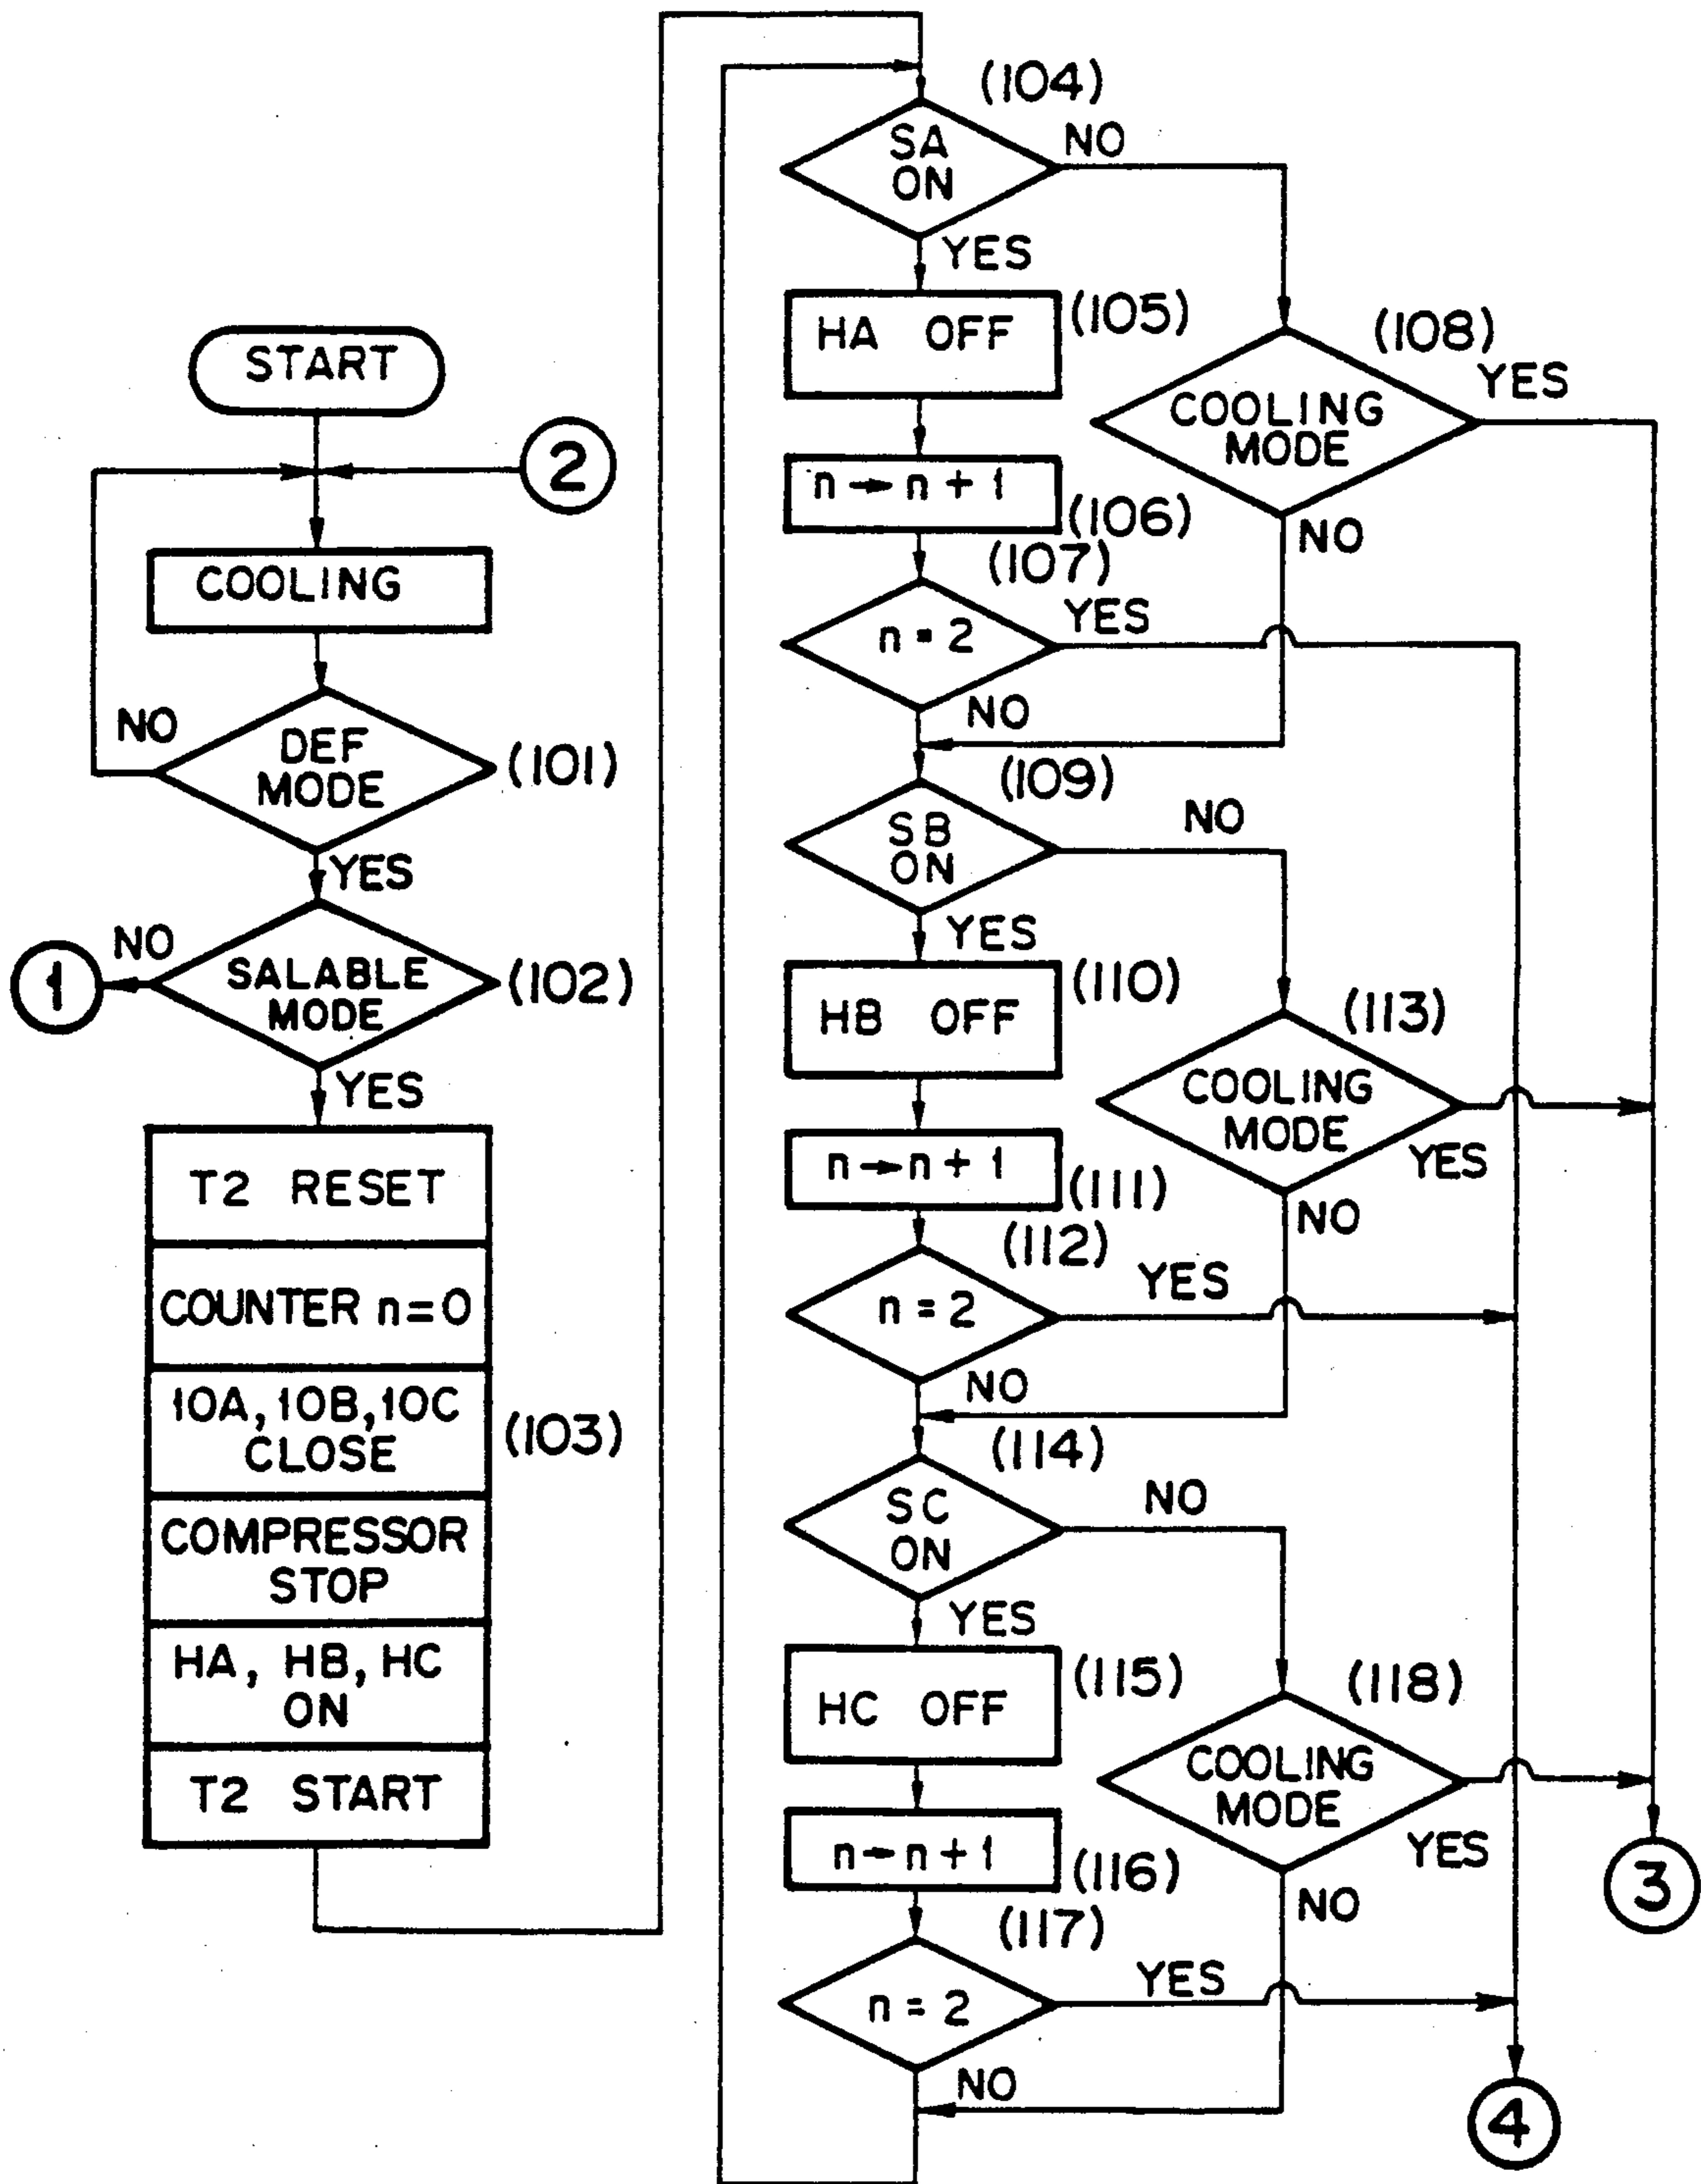 START
2
COOLING
NO
DEF
MODE
(101)
YES
NO
1
SALABLE
MODE
(102)
YES
T2 RESET
COUNTER n=0
10A, 10B, 10C
CLOSE
(103)
COMPRESSOR
STOP
HA, HB, HC
ON
T2 START
(104)
SA
ON
NO
YES
HA OFF
(105)
(108)
YES
COOLING
MODE
NO
n → n + 1
(106)
(107)
n = 2
YES
NO
(109)
SB
ON
NO
YES
HB OFF
(110)
(113)
COOLING
MODE
YES
NO
n → n + 1
(111)
(112)
n = 2
YES
NO
(114)
SC
ON
NO
YES
HC OFF
(115)
(118)
COOLING
MODE
YES
NO
3
n → n + 1
(116)
(117)
n = 2
YES
NO
4